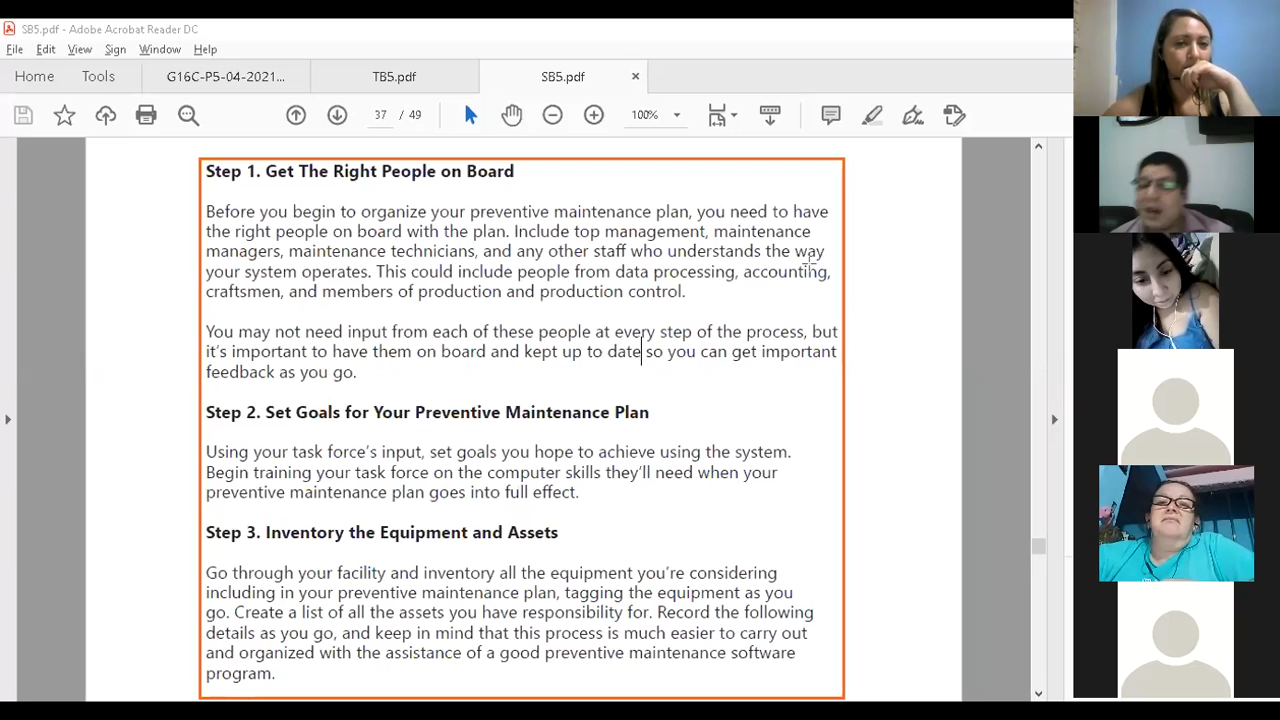 SB5.pdf - Adobe Acrobat Reader DC
File Edit View Sign Window Help
Home Tools G16C-P5-04-2021... TB5.pdf SB5.pdf ×
37 / 49 100%
Step 1. Get The Right People on Board
Before you begin to organize your preventive maintenance plan, you need to have
the right people on board with the plan. Include top management, maintenance
managers, maintenance technicians, and any other staff who understands the way
your system operates. This could include people from data processing, accounting,
craftsmen, and members of production and production control.
You may not need input from each of these people at every step of the process, but
it's important to have them on board and kept up to date so you can get important
feedback as you go.
Step 2. Set Goals for Your Preventive Maintenance Plan
Using your task force's input, set goals you hope to achieve using the system.
Begin training your task force on the computer skills they'll need when your
preventive maintenance plan goes into full effect.
Step 3. Inventory the Equipment and Assets
Go through your facility and inventory all the equipment you're considering
including in your preventive maintenance plan, tagging the equipment as you
go. Create a list of all the assets you have responsibility for. Record the following
details as you go, and keep in mind that this process is much easier to carry out
and organized with the assistance of a good preventive maintenance software
program.